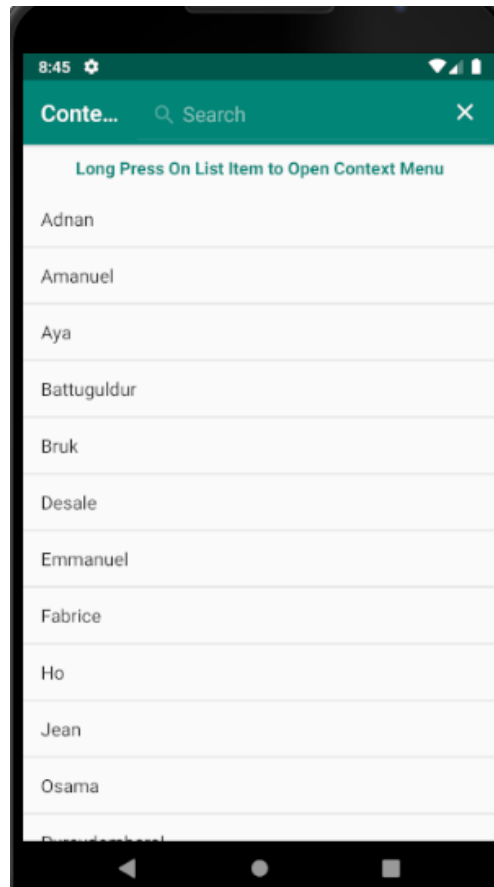 8:45
Conte... Search
Long Press On List Item to Open Context Menu
Adnan
Amanuel
Aya
Battuguldur
Bruk
Desale
Emmanuel
Fabrice
Ho
Jean
Osama